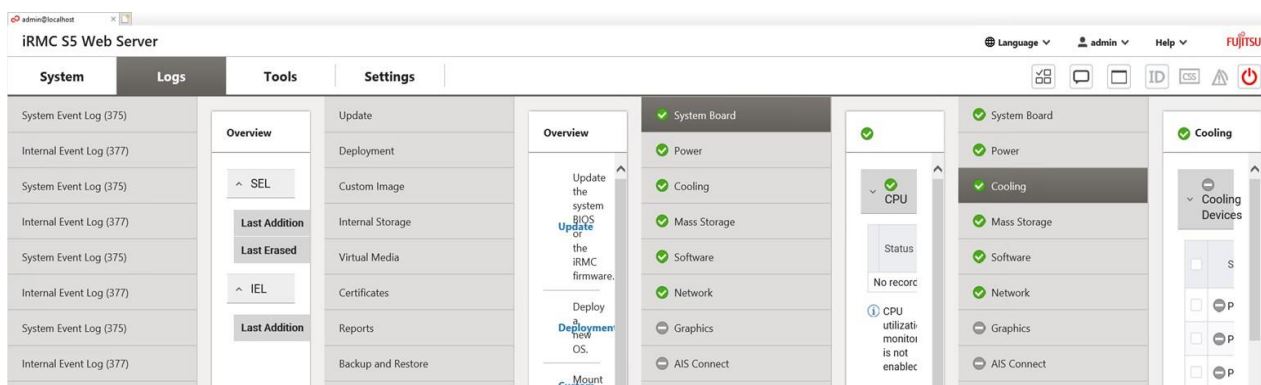 admin@localhost
iRMC S5 Web Server
Language
admin
Help
FUJITSU
System
Logs
Tools
Settings
ID
CSS
System Event Log (375)
Internal Event Log (377)
System Event Log (375)
Internal Event Log (377)
System Event Log (375)
Internal Event Log (377)
System Event Log (375)
Internal Event Log (377)
Overview
SEL
Last Addition
Last Erased
IEL
Last Addition
Update
Deployment
Custom Image
Internal Storage
Virtual Media
Certificates
Reports
Backup and Restore
Overview
Update
Update
the
system
BIOS
or
the
iRMC
firmware.
Deploymen
Deploy
a
new
OS.
Mount
System Board
Power
Cooling
Mass Storage
Software
Network
Graphics
AIS Connect
CPU
Status
No record
CPU
utilizati
monitor
is not
enabled
System Board
Power
Cooling
Mass Storage
Software
Network
Graphics
AIS Connect
Cooling
Cooling
Devices
S
P
P
P